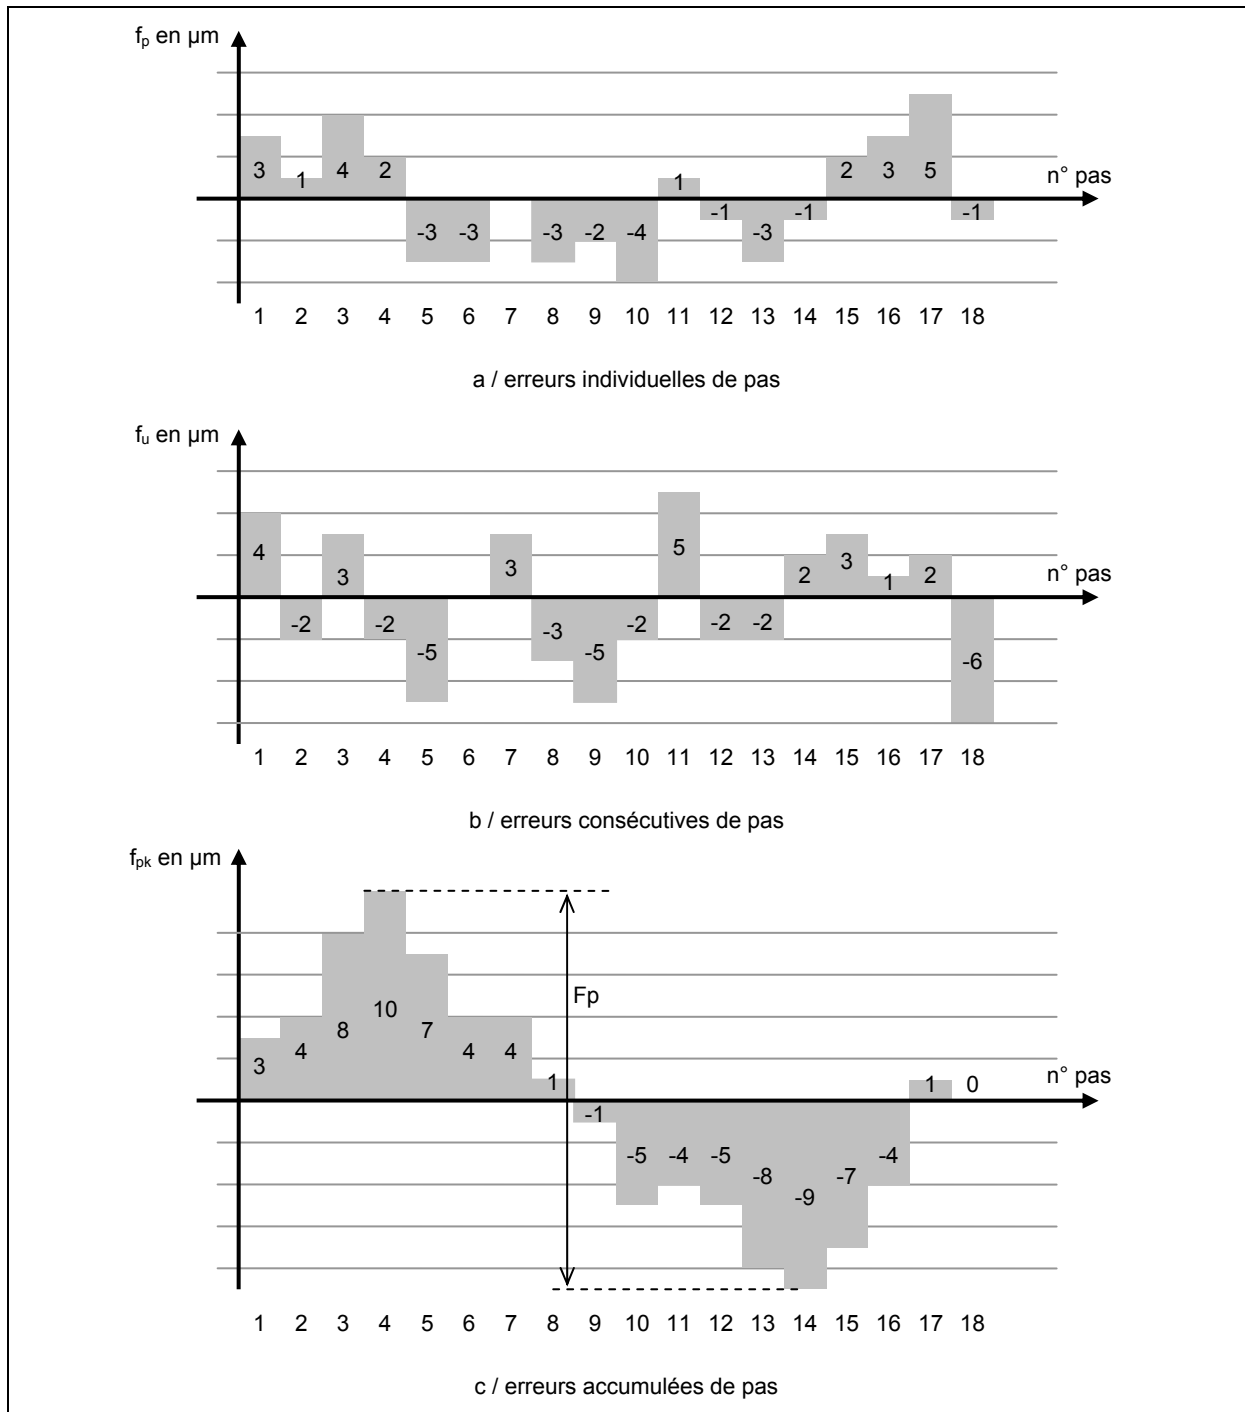 fp en µm
3 1 4 2 -3 -3 -3 -2 -4 1 -1 -3 -1 2 3 5 -1
n° pas
1 2 3 4 5 6 7 8 9 10 11 12 13 14 15 16 17 18
a / erreurs individuelles de pas
fu en µm
4 -2 3 -2 -5 3 -3 -5 -2 5 -2 -2 2 3 1 2 -6
n° pas
1 2 3 4 5 6 7 8 9 10 11 12 13 14 15 16 17 18
b / erreurs consécutives de pas
fpk en µm
Fp
3 4 8 10 7 4 4 1 -1 -5 -4 -5 -8 -9 -7 -4 1 0
n° pas
1 2 3 4 5 6 7 8 9 10 11 12 13 14 15 16 17 18
c / erreurs accumulées de pas